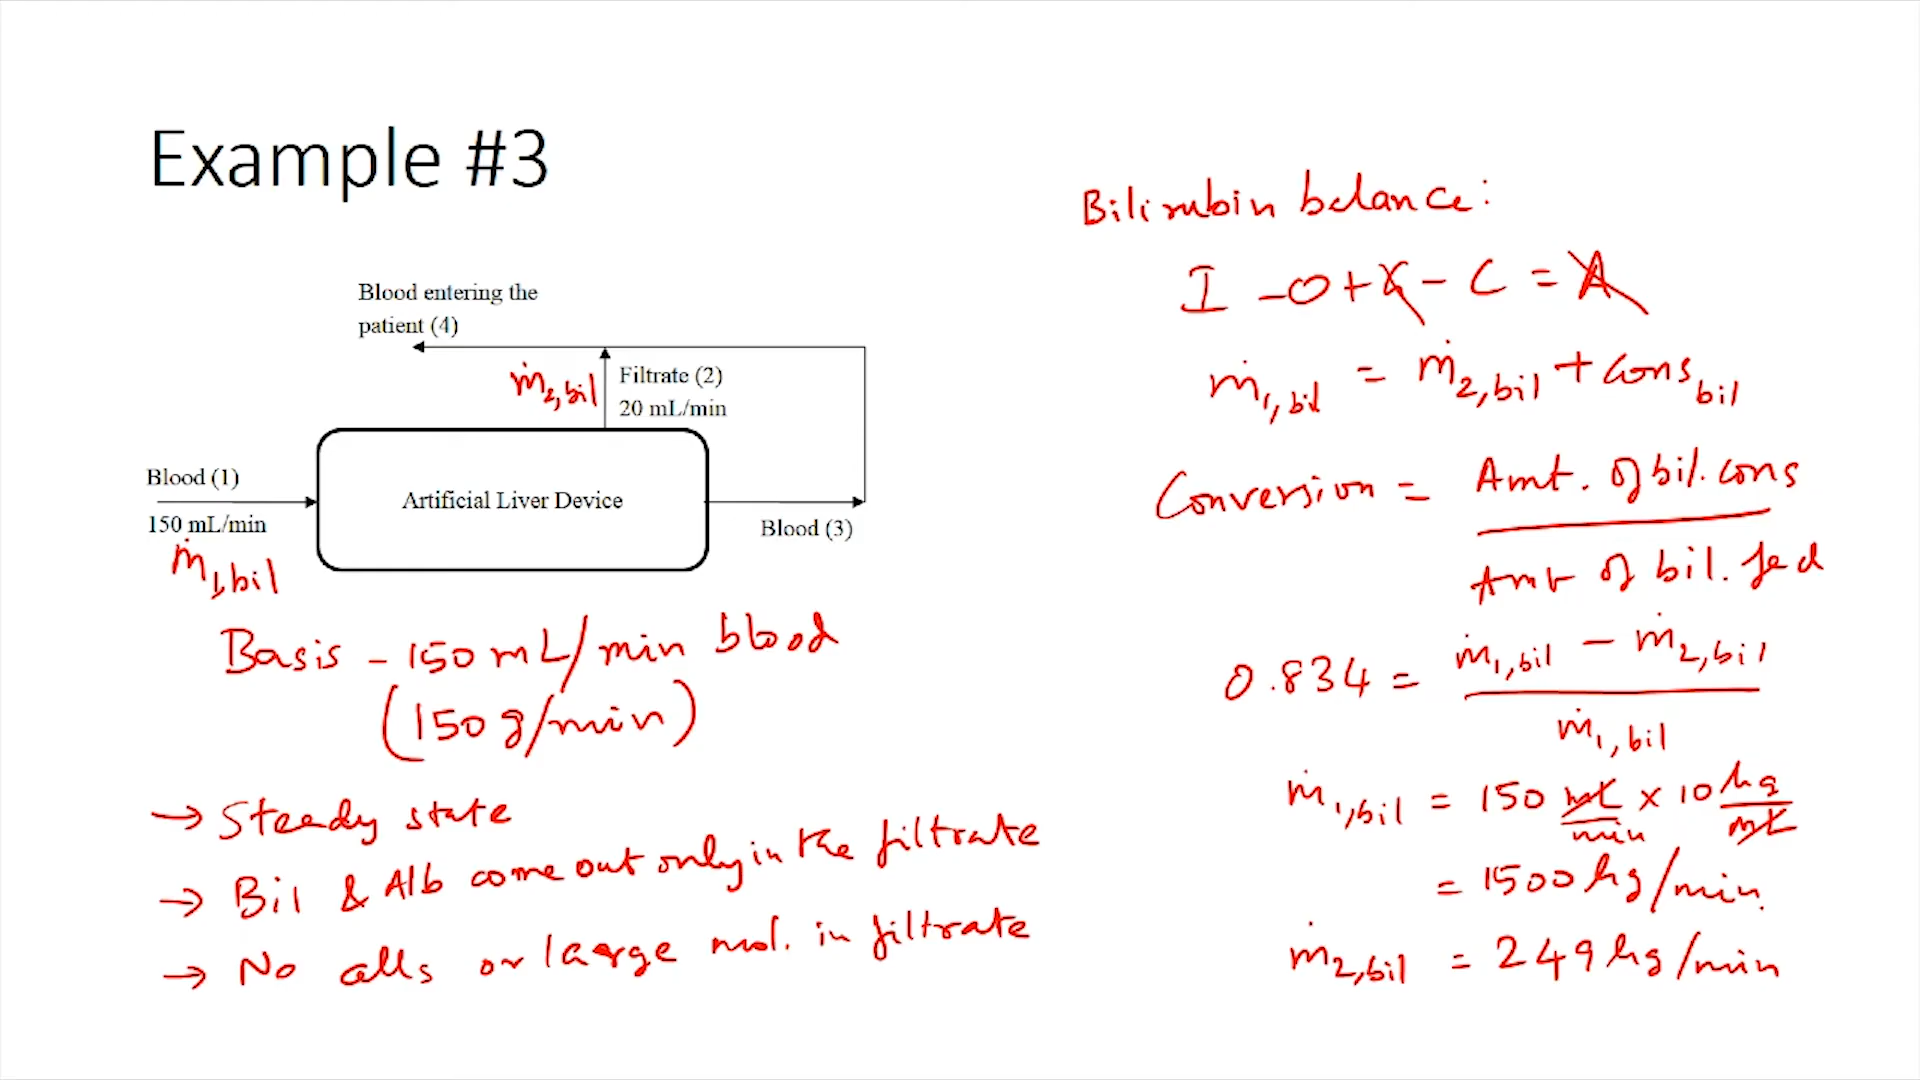 Example #3
Blood entering the
patient (4)
ṁ2,bil
Filtrate (2)
20 mL/min
Blood (1)
150 mL/min
ṁ1,bil
Artificial Liver Device
Blood (3)
Basis - 150 mL/min blood
(150 g/min)
→ Steady state
→ Bil & Alb come out only in the filtrate
→ No cells or large mol. in filtrate
Bilirubin balance:
I - O + G - C = A
ṁ1,bil = ṁ2,bil + Cons bil
Conversion = Amt. of bil. cons
Amt of bil. fed
0.834 = ṁ1,bil - ṁ2,bil
ṁ1,bil
ṁ1,bil = 150 mL/min × 10 μg/mL
= 1500 μg/min.
ṁ2,bil = 249 μg/min